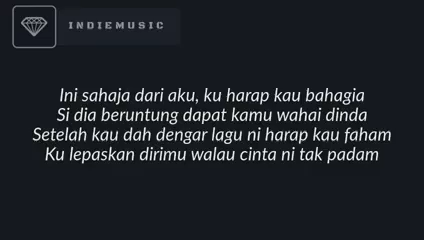 INDIEMUSIC
Ini sahaja dari aku, ku harap kau bahagia
Si dia beruntung dapat kamu wahai dinda
Setelah kau dah dengar lagu ni harap kau faham
Ku lepaskan dirimu walau cinta ni tak padam